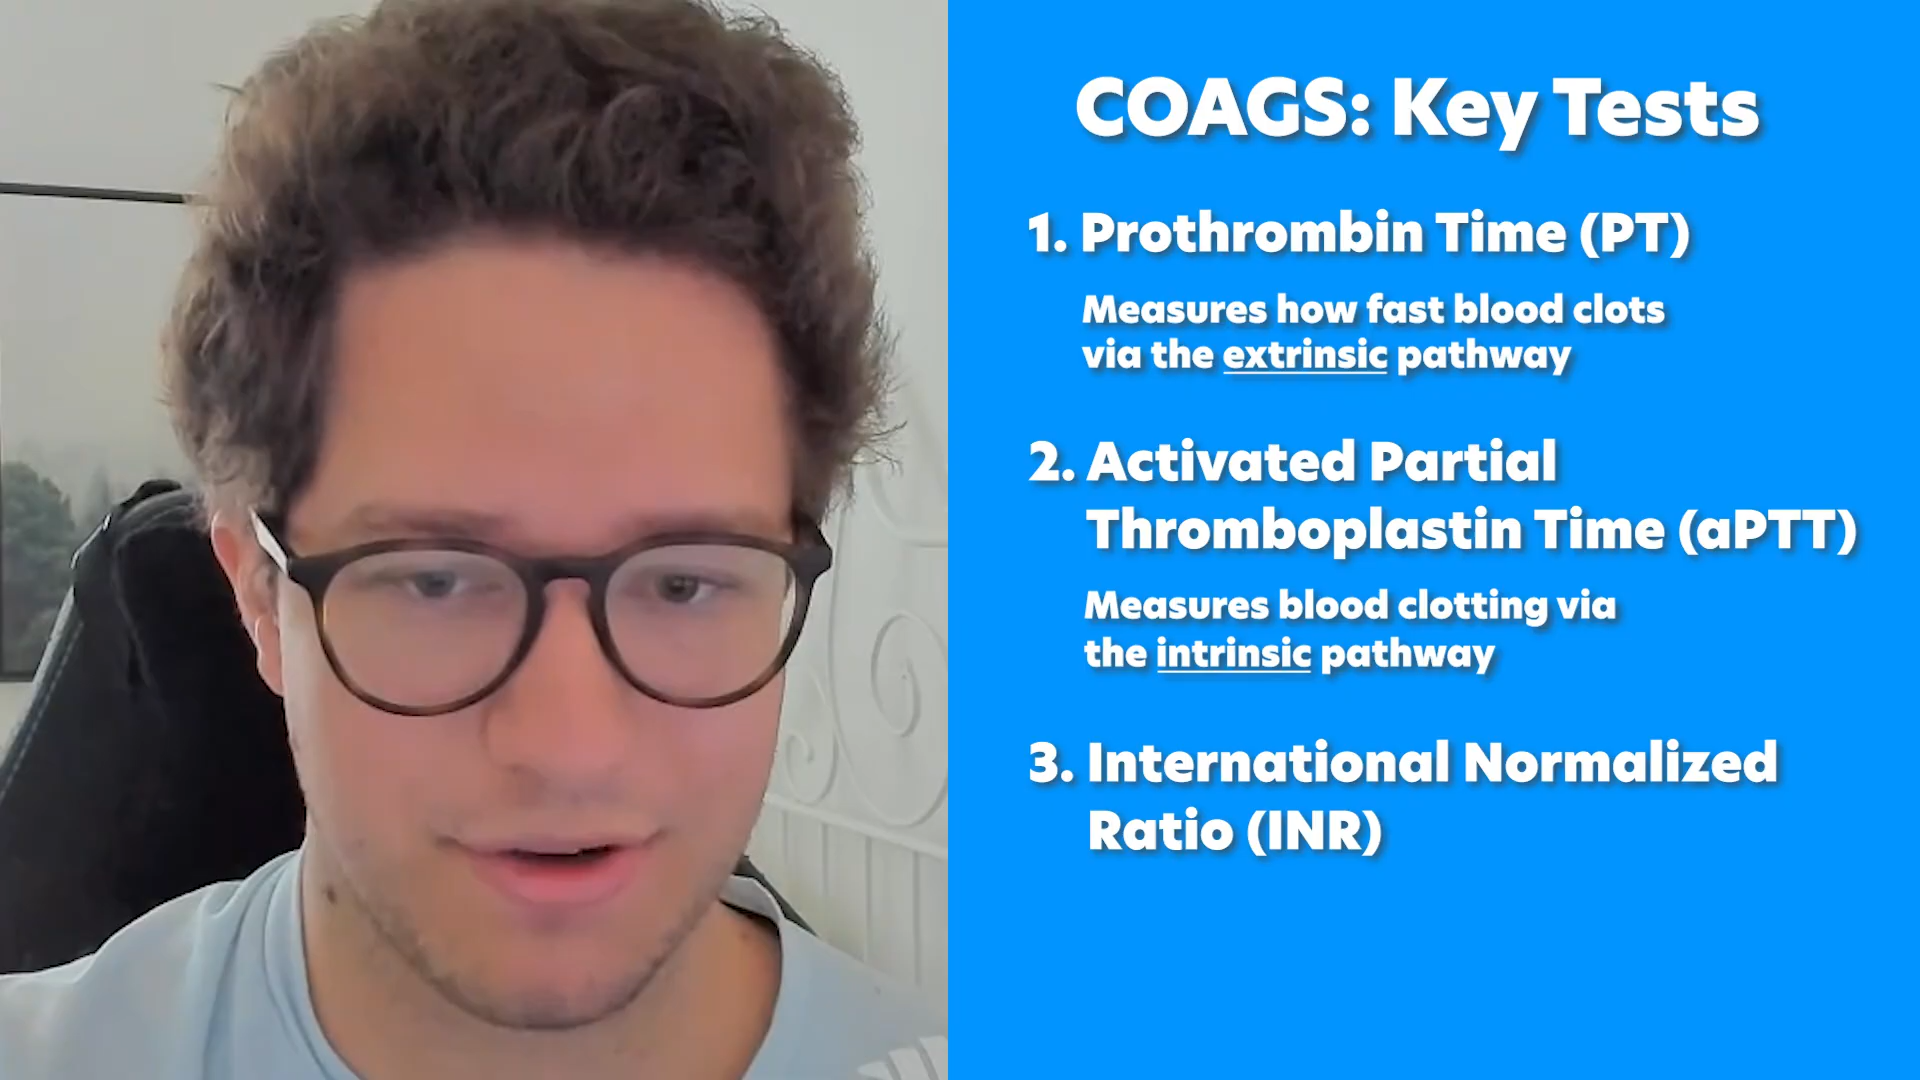 COAGS: Key Tests
1. Prothrombin Time (PT)
Measures how fast blood clots
via the extrinsic pathway
2. Activated Partial
Thromboplastin Time (aPTT)
Measures blood clotting via
the intrinsic pathway
3. International Normalized
Ratio (INR)